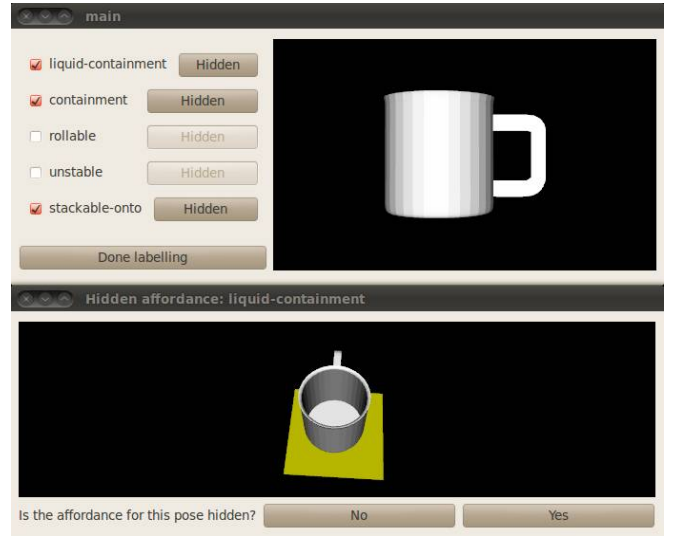 main
liquid-containment Hidden
containment Hidden
rollable Hidden
unstable Hidden
stackable-onto Hidden
Done labelling
Hidden affordance: liquid-containment
Is the affordance for this pose hidden? No Yes